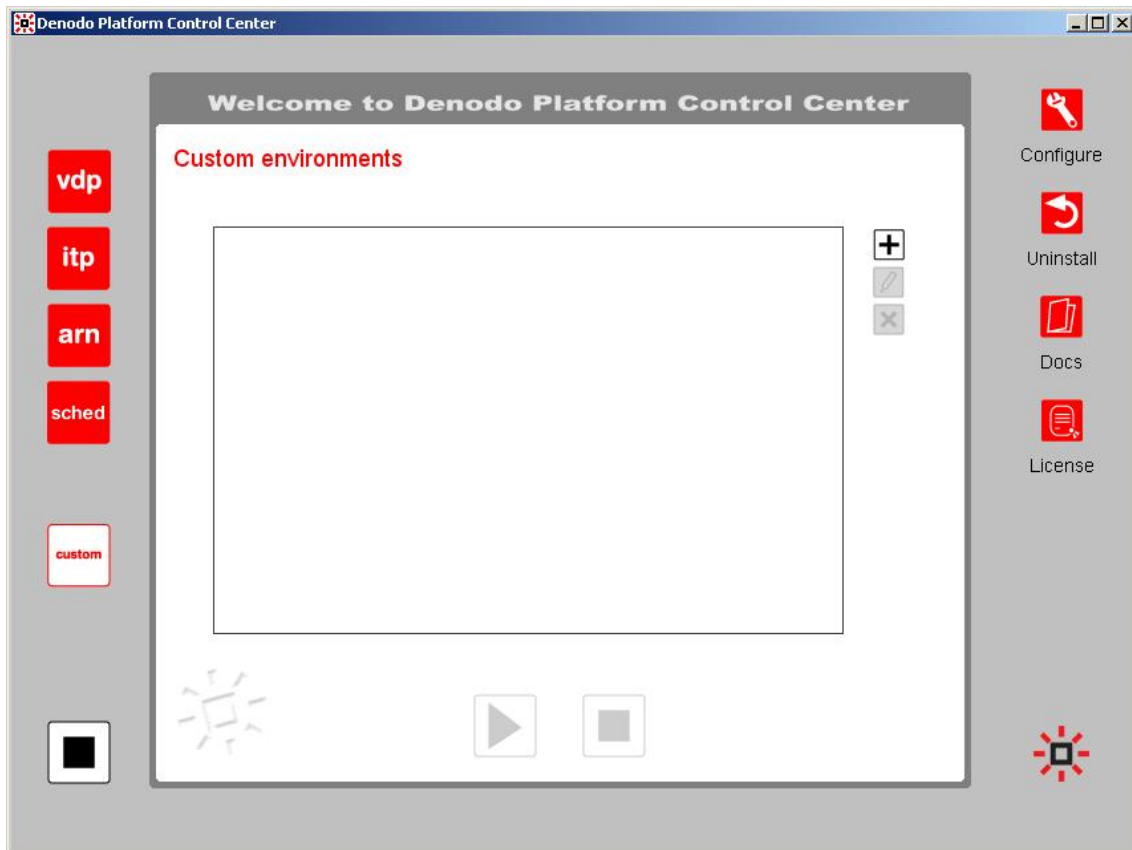 Denodo Platform Control Center
Welcome to Denodo Platform Control Center
Custom environments
vdp
itp
arn
sched
custom
Configure
Uninstall
Docs
License